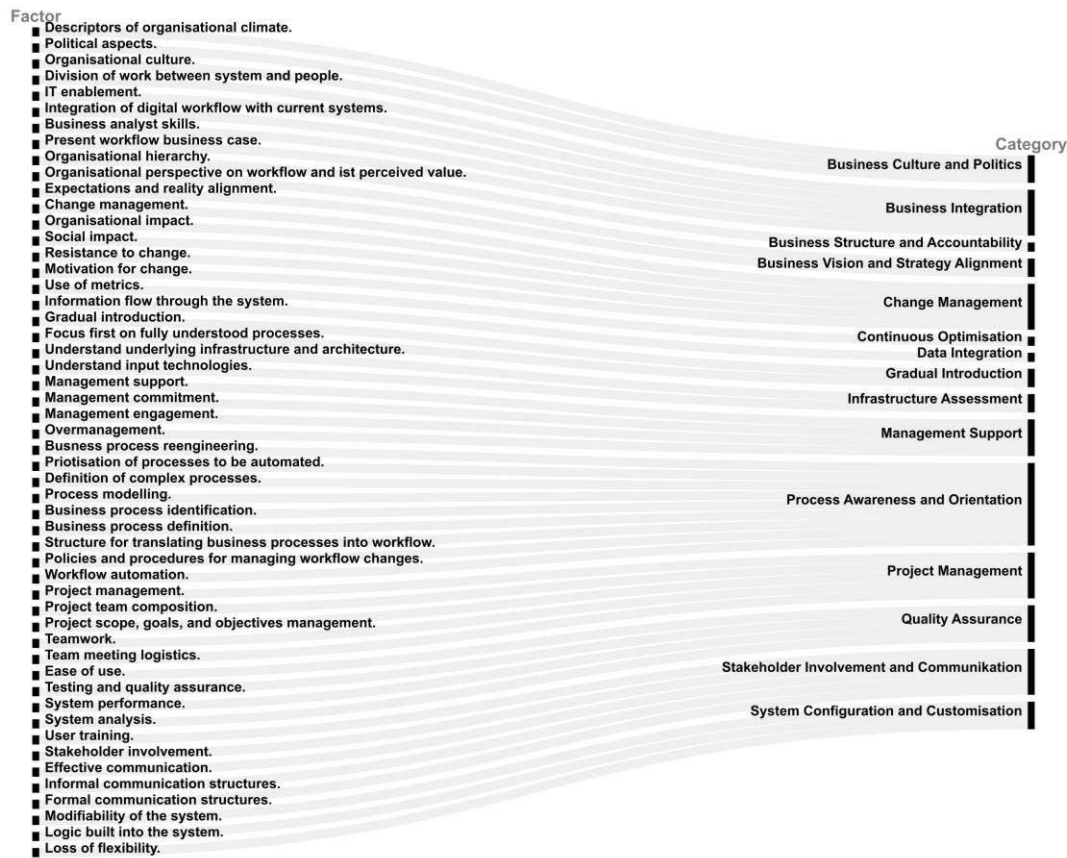 Factor
Descriptors of organisational climate.
Political aspects.
Organisational culture.
Division of work between system and people.
IT enablement.
Integration of digital workflow with current systems.
Business analyst skills.
Present workflow business case.
Organisational hierarchy.
Organisational perspective on workflow and ist perceived value.
Expectations and reality alignment.
Change management.
Organisational impact.
Social impact.
Resistance to change.
Motivation for change.
Use of metrics.
Information flow through the system.
Gradual introduction.
Focus first on fully understood processes.
Understand underlying infrastructure and architecture.
Understand input technologies.
Management support.
Management commitment.
Management engagement.
Overmanagement.
Busness process reengineering.
Priotisation of processes to be automated.
Definition of complex processes.
Process modelling.
Business process identification.
Business process definition.
Structure for translating business processes into workflow.
Policies and procedures for managing workflow changes.
Workflow automation.
Project management.
Project team composition.
Project scope, goals, and objectives management.
Teamwork.
Team meeting logistics.
Ease of use.
Testing and quality assurance.
System performance.
System analysis.
User training.
Stakeholder involvement.
Effective communication.
Informal communication structures.
Formal communication structures.
Modifiability of the system.
Logic built into the system.
Loss of flexibility.
Category
Business Culture and Politics
Business Integration
Business Structure and Accountability
Business Vision and Strategy Alignment
Change Management
Continuous Optimisation
Data Integration
Gradual Introduction
Infrastructure Assessment
Management Support
Process Awareness and Orientation
Project Management
Quality Assurance
Stakeholder Involvement and Communikation
System Configuration and Customisation